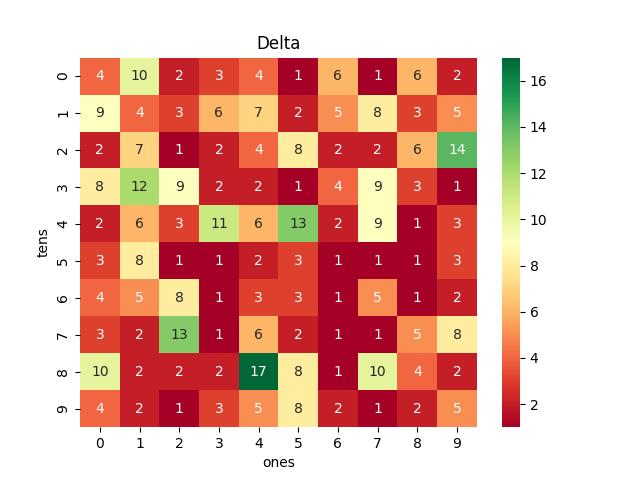 Delta
0 4 10 2 3 4 1 6 1 6 2
1 9 4 3 6 7 2 5 8 3 5
2 2 7 1 2 4 8 2 2 6 14
3 8 12 9 2 2 1 4 9 3 1
4 2 6 3 11 6 13 2 9 1 3
5 3 8 1 1 2 3 1 1 1 3
6 4 5 8 1 3 3 1 5 1 2
7 3 2 13 1 6 2 1 1 5 8
8 10 2 2 2 17 8 1 10 4 2
9 4 2 1 3 5 8 2 1 2 5
0 1 2 3 4 5 6 7 8 9
ones
tens
16
14
12
10
8
6
4
2